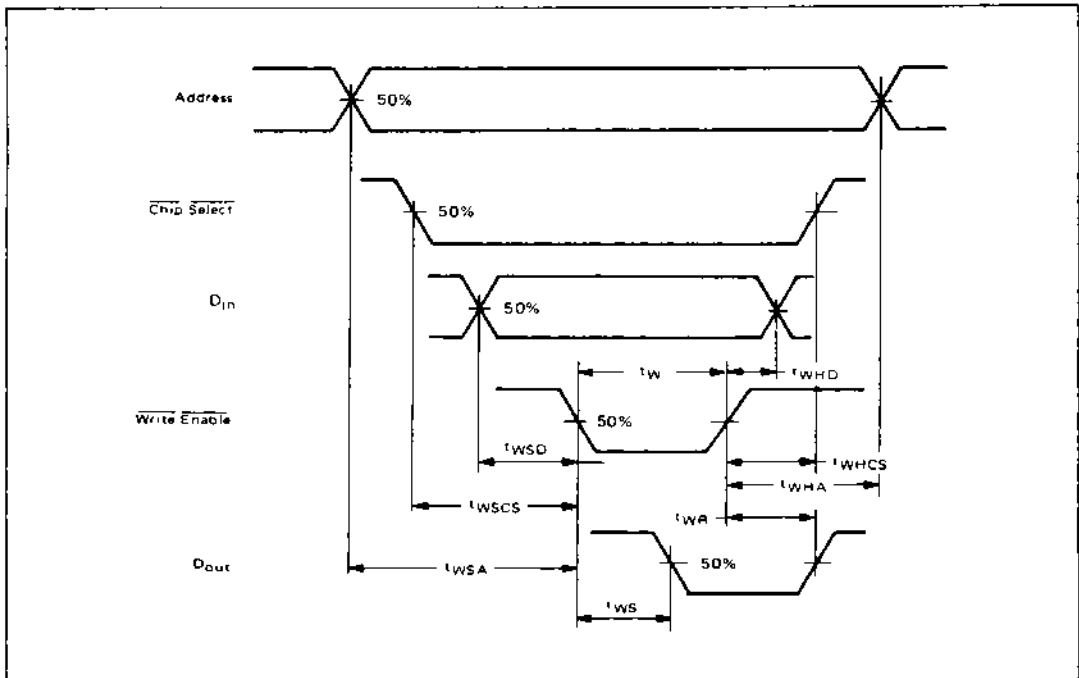 Address
50%
Chip Select
50%
Din
50%
tW
tWHD
Write Enable
50%
tWSD
tWHCS
tWHA
tWSCS
tWR
Dout
50%
tWSA
tWS